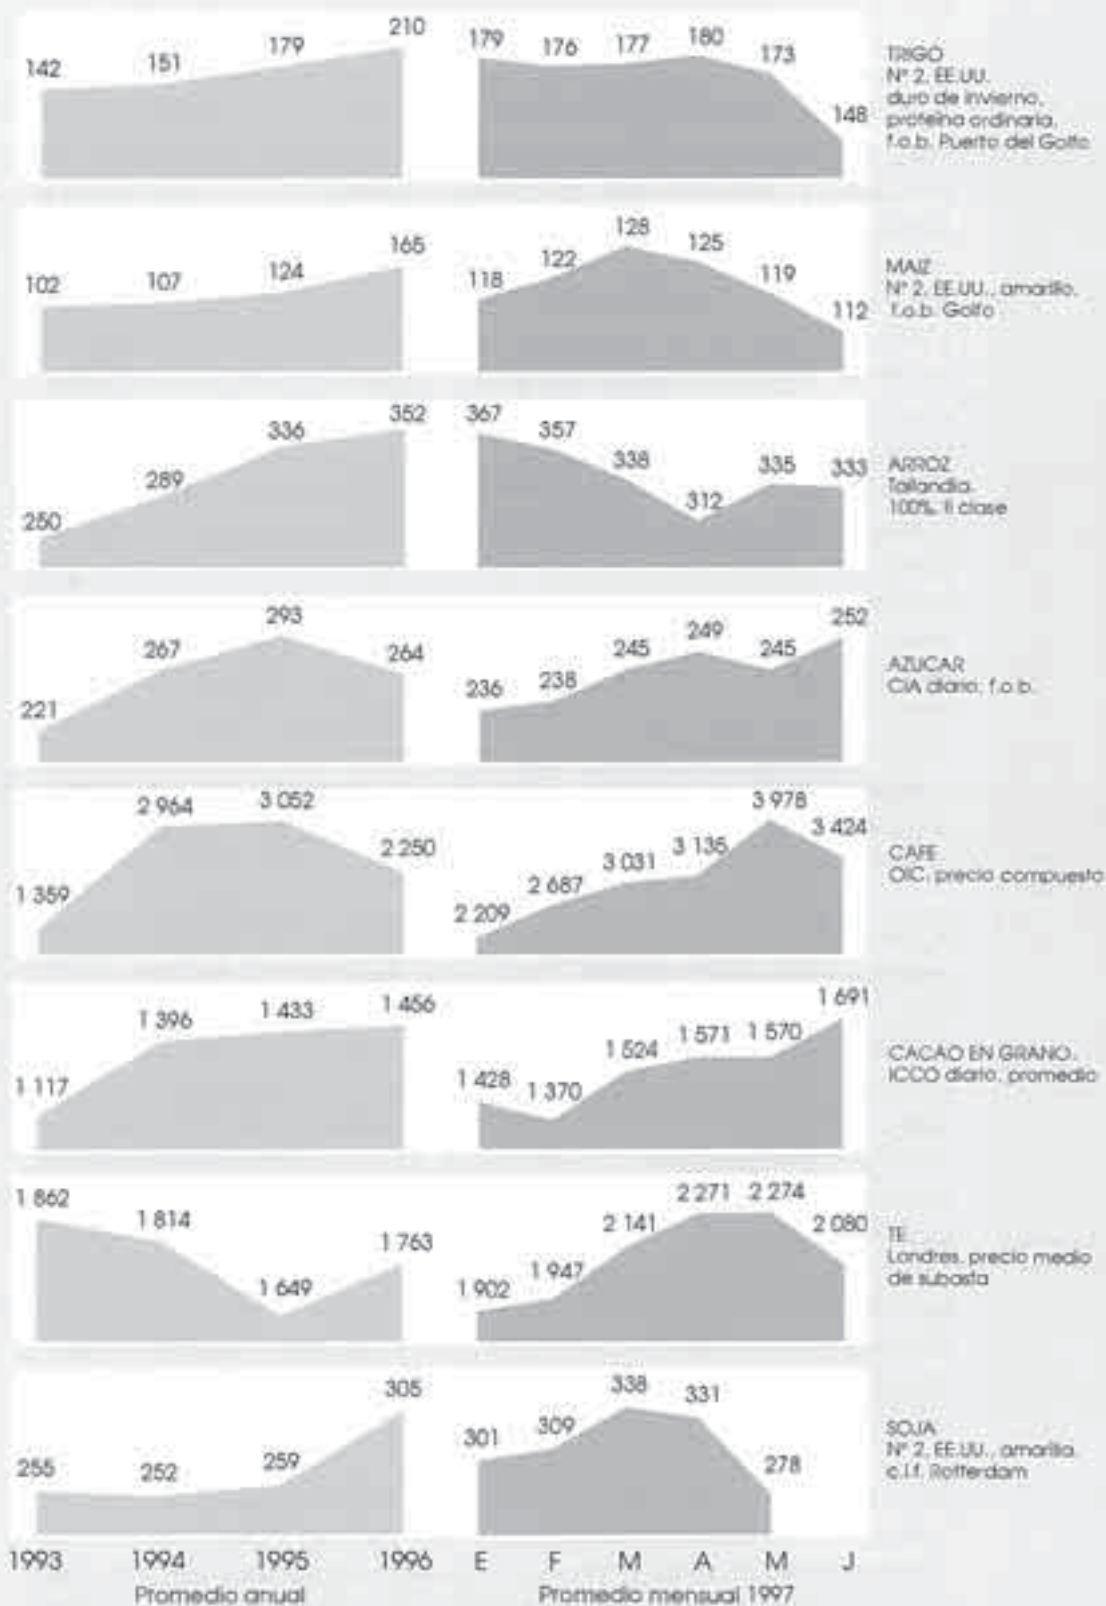 142 151 179 210 179 176 177 180 173 148
TRIGO
Nº 2, EE.UU.
duro de invierno,
proteína ordinaria,
f.o.b. Puerto del Golfo
102 107 124 165 118 122 128 125 119 112
MAIZ
Nº 2, EE.UU., amarillo,
f.o.b. Golfo
250 289 336 352 367 357 338 312 335 333
ARROZ
Tailandia,
100%, II clase
221 267 293 264 236 238 245 249 245 252
AZUCAR
CIA diario, f.o.b.
1 359 2 964 3 052 2 250 2 209 2 687 3 031 3 135 3 978 3 424
CAFE
OIC, precio compuesto
1 117 1 396 1 433 1 456 1 428 1 370 1 524 1 571 1 570 1 691
CACAO EN GRANO,
ICCO diario, promedio
1 862 1 814 1 649 1 763 1 902 1 947 2 141 2 271 2 274 2 080
TE
Londres, precio medio
de subasta
255 252 259 305 301 309 338 331 278
SOJA
Nº 2, EE.UU., amarilla,
c.i.f. Rotterdam
1993 1994 1995 1996 E F M A M J
Promedio anual Promedio mensual 1997